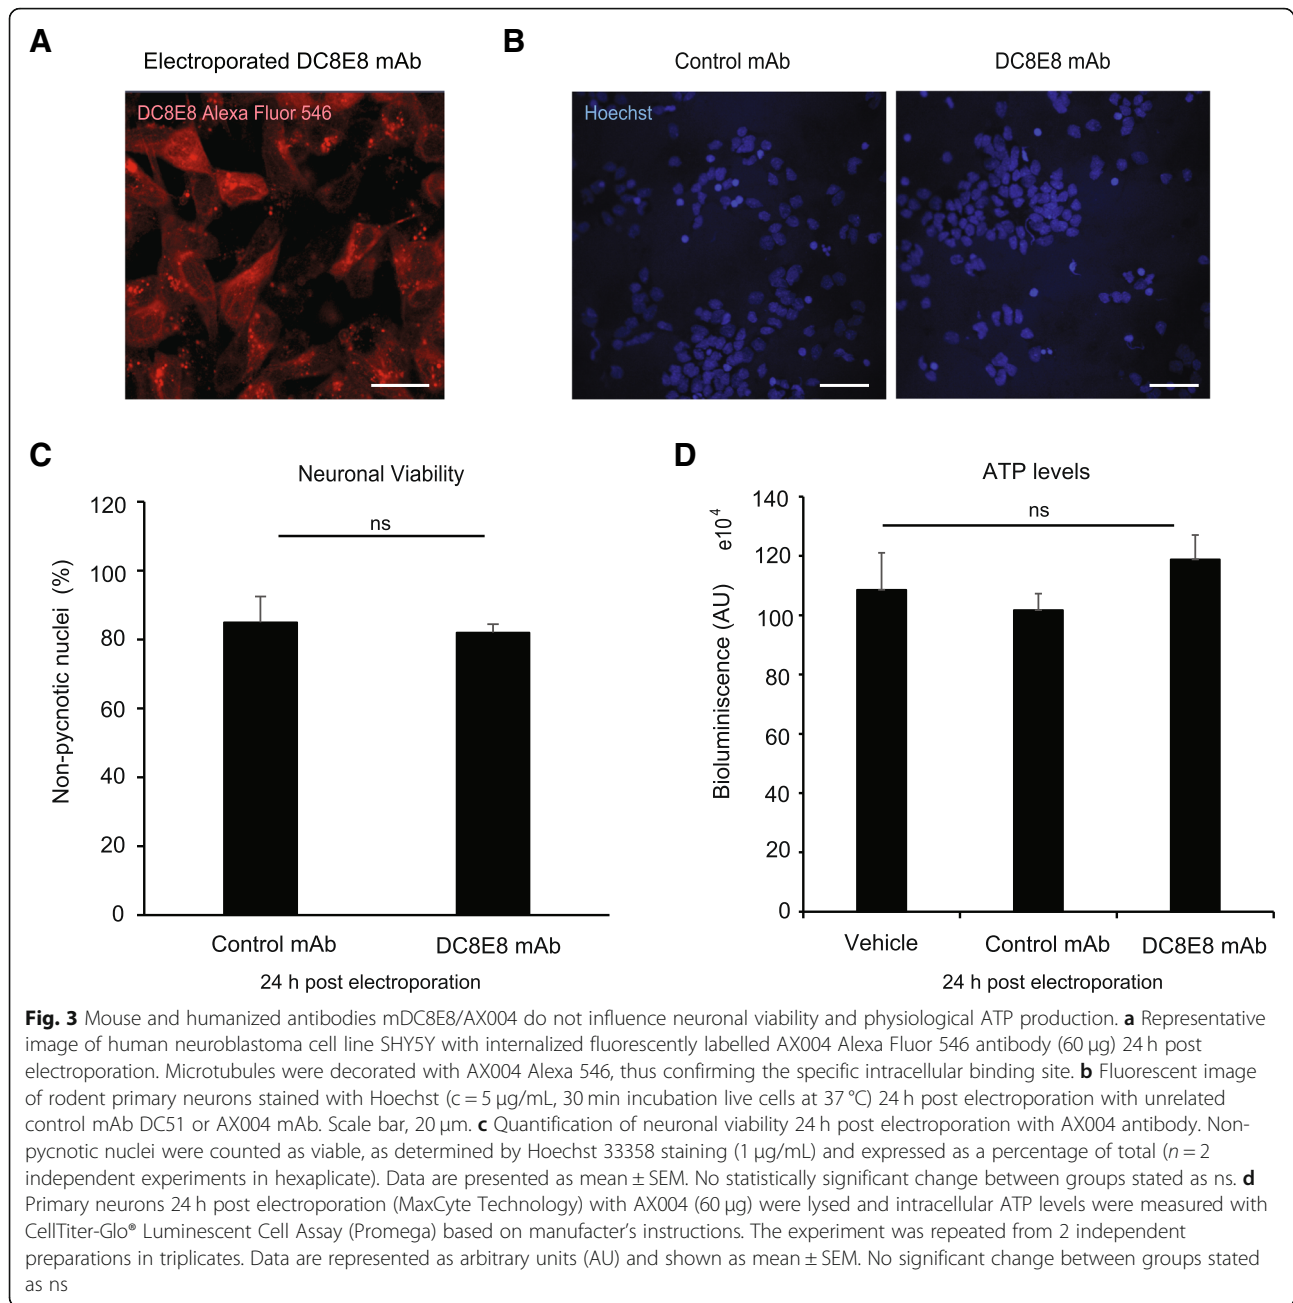 A
Electroporated DC8E8 mAb
DC8E8 Alexa Fluor 546
B
Control mAb
DC8E8 mAb
Hoechst
C
Neuronal Viability
120
100
80
60
40
20
0
Non-pycnotic nuclei (%)
ns
Control mAb
DC8E8 mAb
24 h post electroporation
D
ATP levels
140
120
100
80
60
40
20
0
Bioluminiscence (AU) e10⁴
ns
Vehicle
Control mAb
DC8E8 mAb
24 h post electroporation
Fig. 3 Mouse and humanized antibodies mDC8E8/AX004 do not influence neuronal viability and physiological ATP production. a Representative
image of human neuroblastoma cell line SHY5Y with internalized fluorescently labelled AX004 Alexa Fluor 546 antibody (60 μg) 24 h post
electroporation. Microtubules were decorated with AX004 Alexa 546, thus confirming the specific intracellular binding site. b Fluorescent image
of rodent primary neurons stained with Hoechst (c = 5 μg/mL, 30 min incubation live cells at 37 °C) 24 h post electroporation with unrelated
control mAb DC51 or AX004 mAb. Scale bar, 20 μm. c Quantification of neuronal viability 24 h post electroporation with AX004 antibody. Non-
pycnotic nuclei were counted as viable, as determined by Hoechst 33358 staining (1 μg/mL) and expressed as a percentage of total (n = 2
independent experiments in hexaplicate). Data are presented as mean ± SEM. No statistically significant change between groups stated as ns. d
Primary neurons 24 h post electroporation (MaxCyte Technology) with AX004 (60 μg) were lysed and intracellular ATP levels were measured with
CellTiter-Glo® Luminescent Cell Assay (Promega) based on manufacter's instructions. The experiment was repeated from 2 independent
preparations in triplicates. Data are represented as arbitrary units (AU) and shown as mean ± SEM. No significant change between groups stated
as ns